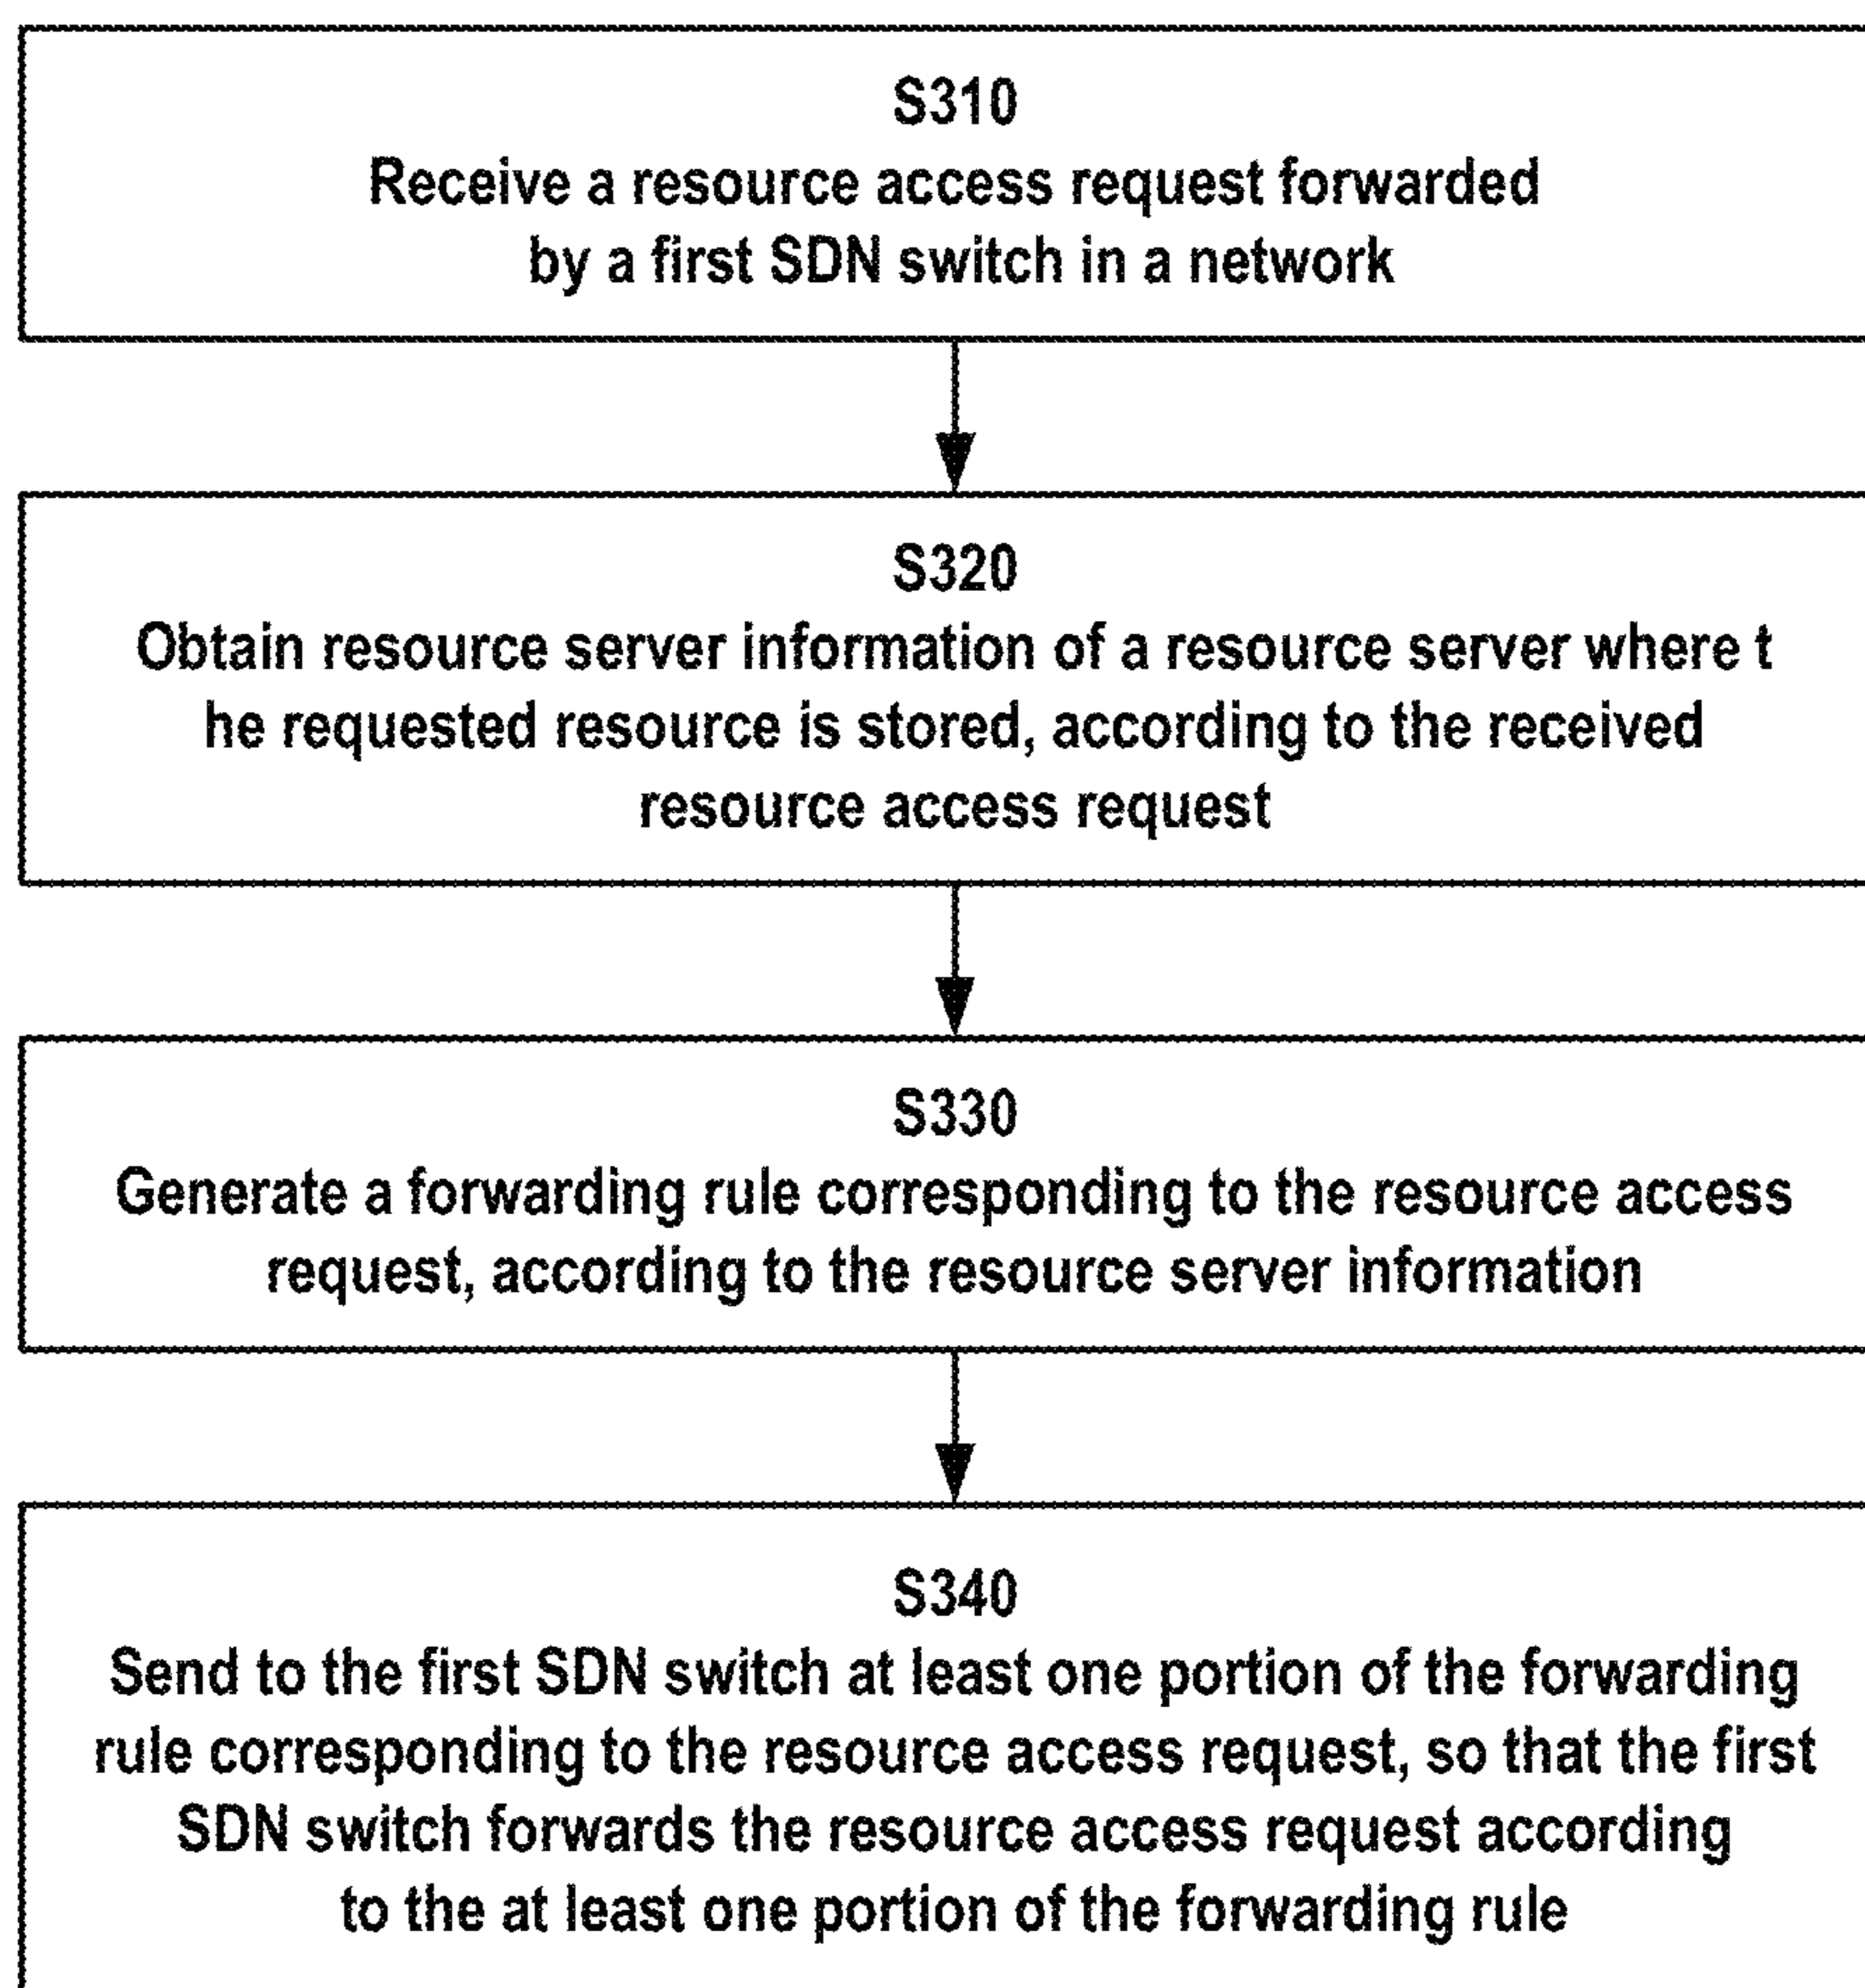 S310
Receive a resource access request forwarded
by a first SDN switch in a network
S320
Obtain resource server information of a resource server where t
he requested resource is stored, according to the received
resource access request
S330
Generate a forwarding rule corresponding to the resource access
request, according to the resource server information
S340
Send to the first SDN switch at least one portion of the forwarding
rule corresponding to the resource access request, so that the first
SDN switch forwards the resource access request according
to the at least one portion of the forwarding rule